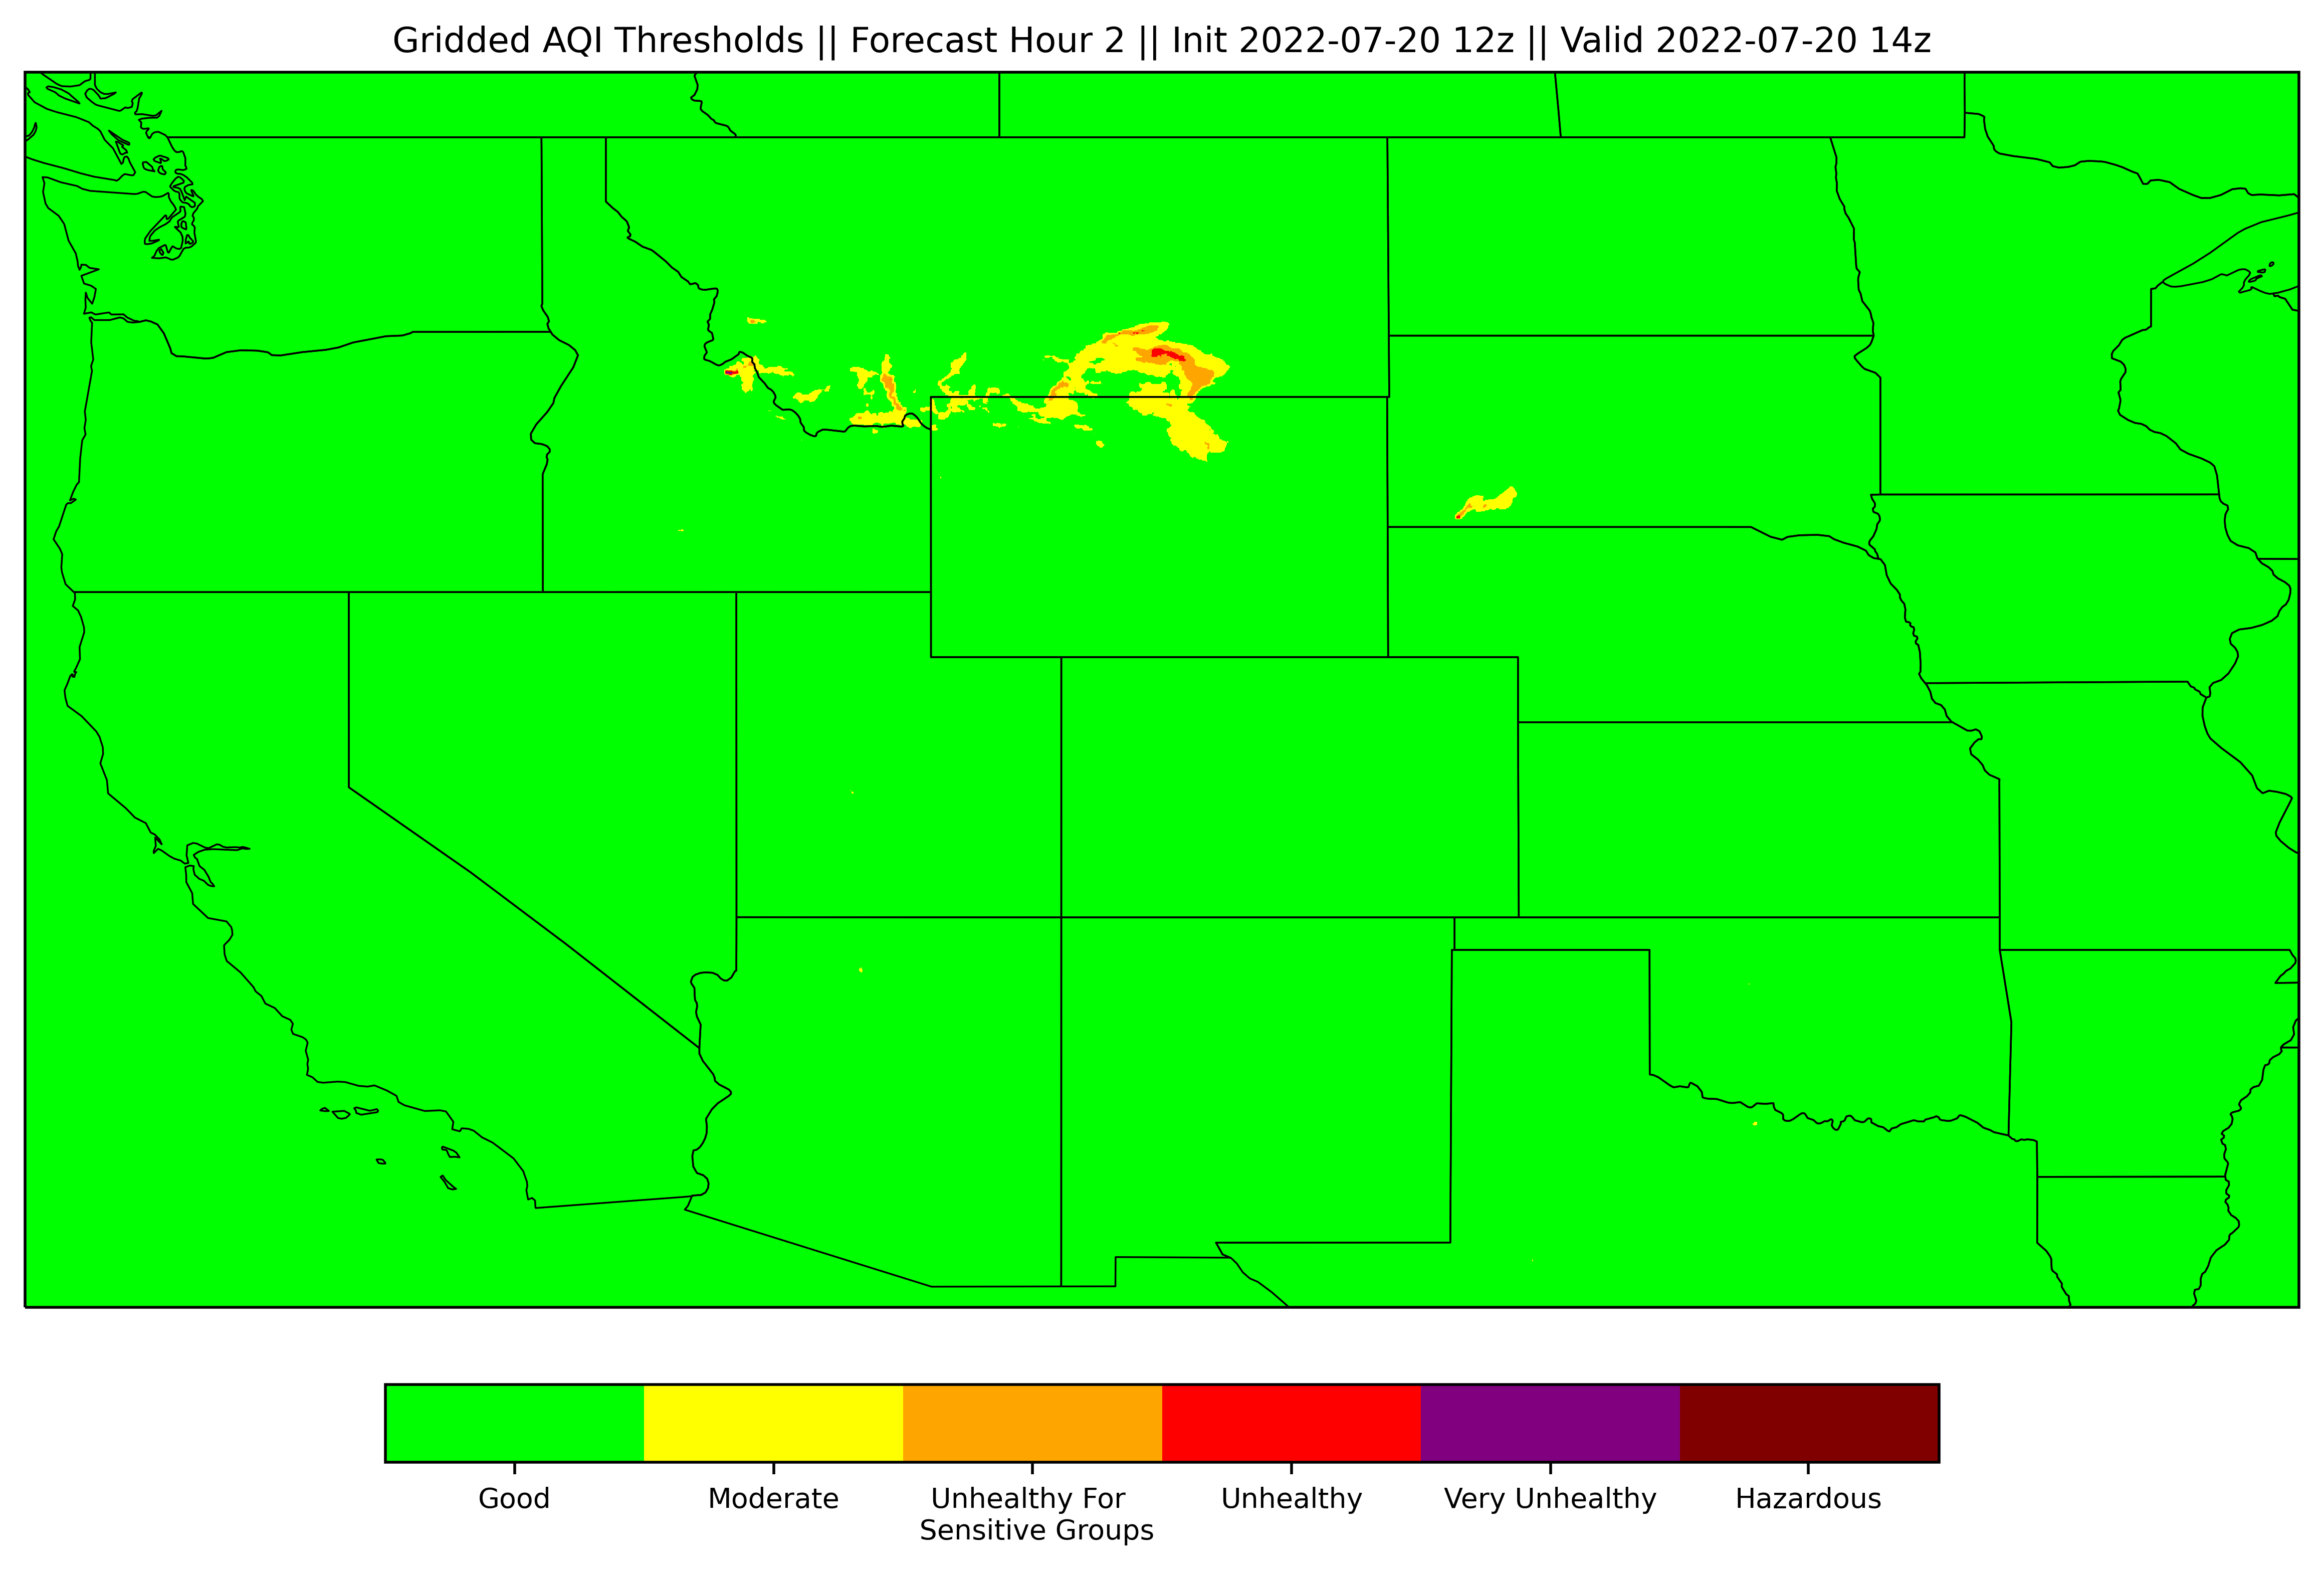 Gridded AQI Thresholds || Forecast Hour 2 || Init 2022-07-20 12z || Valid 2022-07-20 14z
Good
Moderate
Unhealthy For
Sensitive Groups
Unhealthy
Very Unhealthy
Hazardous